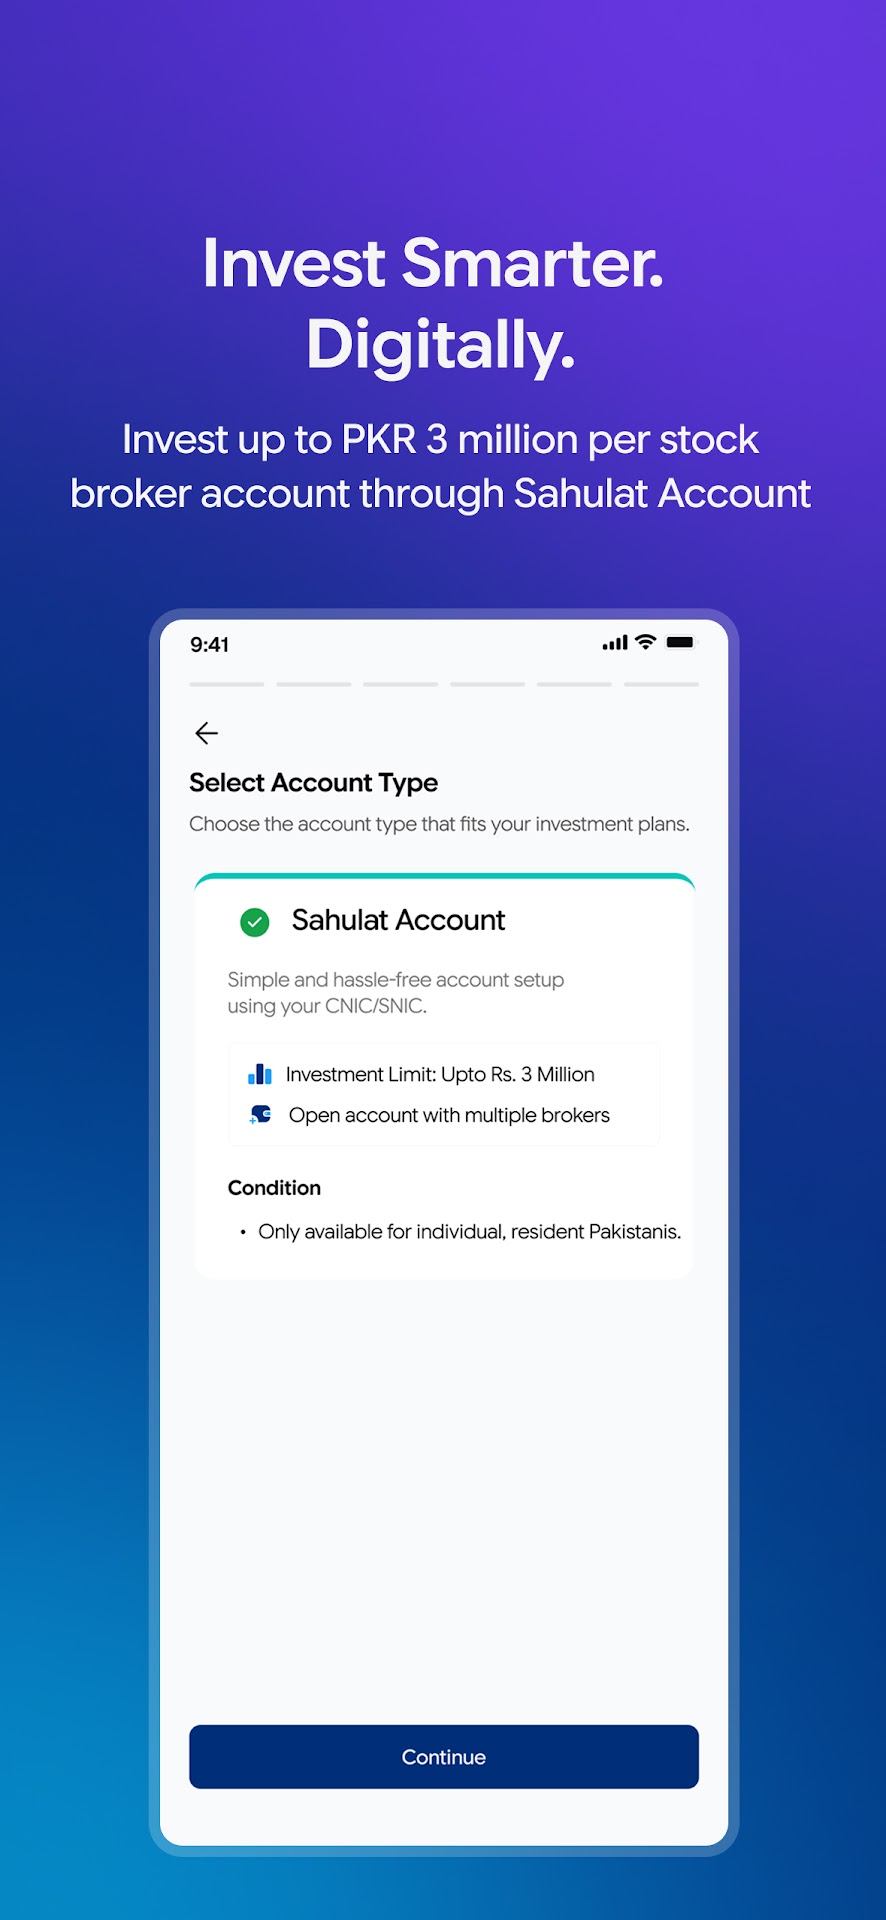 Invest Smarter.
Digitally.
Invest up to PKR 3 million per stock
broker account through Sahulat Account
9:41
Select Account Type
Choose the account type that fits your investment plans.
Sahulat Account
Simple and hassle-free account setup
using your CNIC/SNIC.
Investment Limit: Upto Rs. 3 Million
Open account with multiple brokers
Condition
• Only available for individual, resident Pakistanis.
Continue